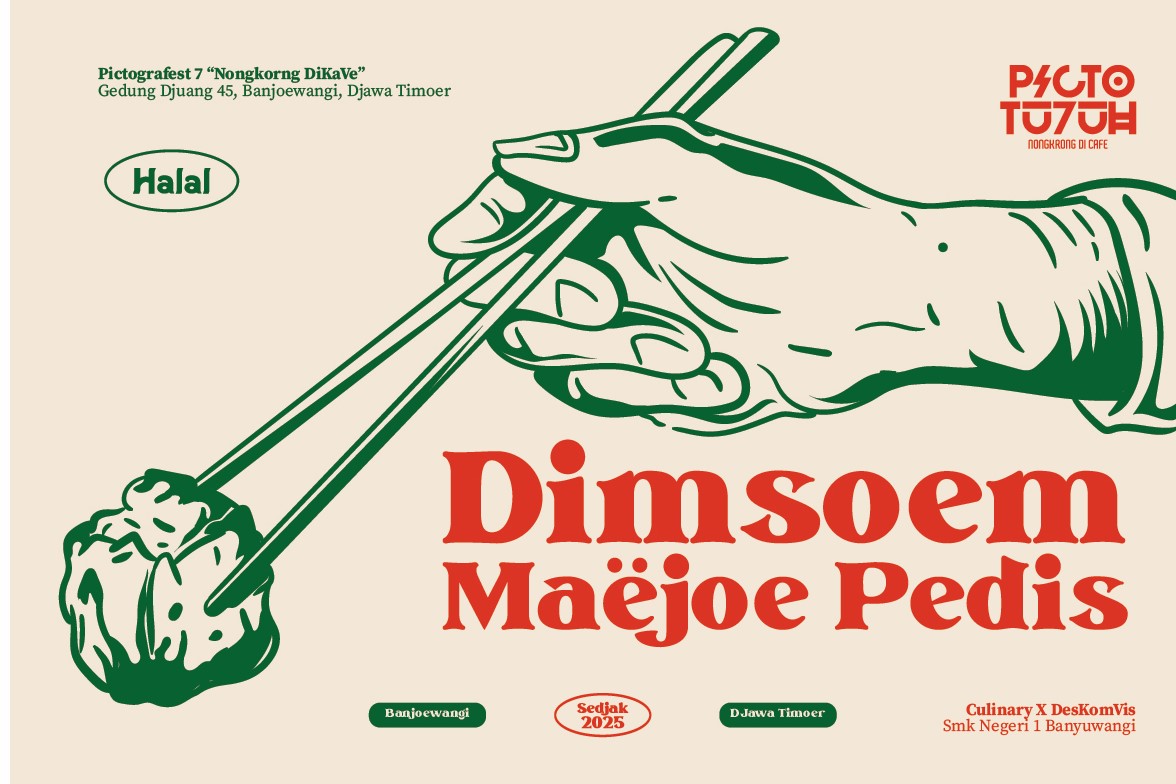 Pictografest 7 “Nongkorng DiKaVe”
Gedung Djuang 45, Banjoewangi, Djawa Timoer
PICTO
TU7UH
NONGKRONG DI CAFE
Halal
Dimsoem
Maëjoe Pedis
Banjoewangi
Sedjak
2025
DJawa Timoer
Culinary X DesKomVis
Smk Negeri 1 Banyuwangi